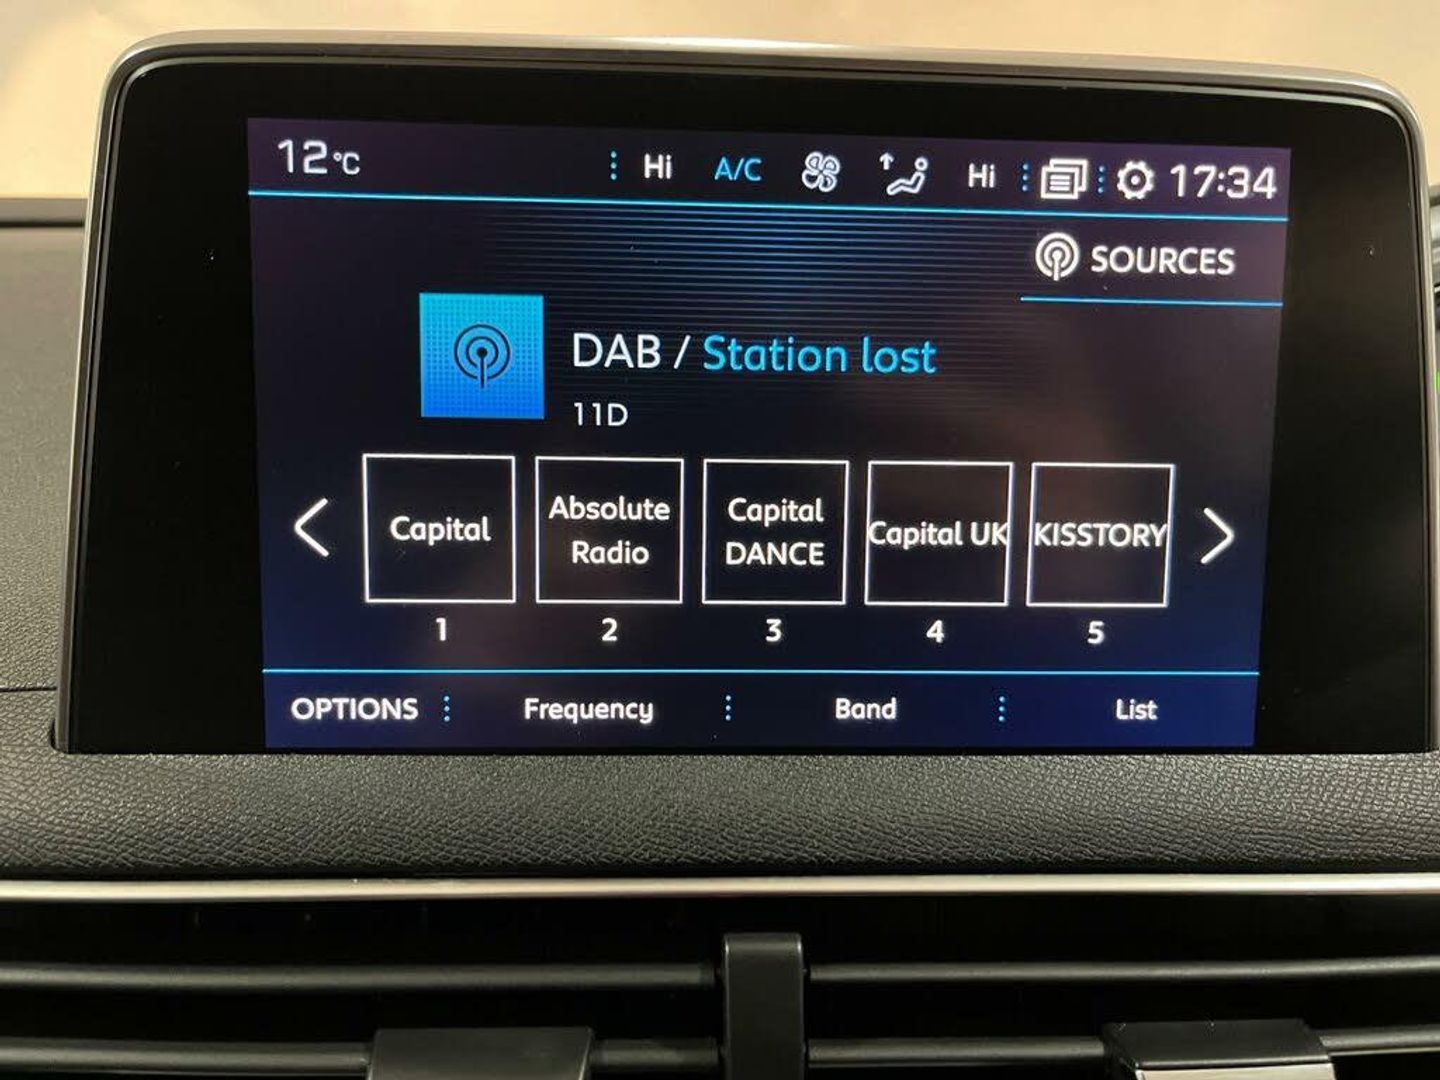 12°C Hi A/C Hi 17:34
SOURCES
DAB / Station lost
11D
Capital
Absolute
Radio
Capital
DANCE
Capital UK
KISSTORY
1 2 3 4 5
OPTIONS Frequency Band List